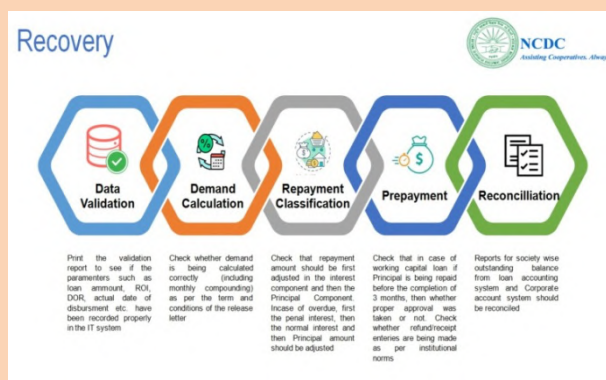 Recovery
NCDC
Assisting Cooperatives. Alway
Data
Validation
Demand
Calculation
Repayment
Classification
Prepayment
Reconcilliation
Print the validation
report to see if the
paramenters such as
loan ammount, ROI,
DOR, actual date of
disbursment etc. have
been recorded properly
in the IT system
Check whether demand
is being calculated
correctly (including
monthly compounding) as
per the term and
conditions of the release
letter
Check that repayment
amount should be first
adjusted in the interest
component and then the
Principal Component.
Incase of overdue, first
the penal interest, then
the normal interest and
then Principal amount
should be adjusted
Check that in case of
working capital loan if
Principal is being repaid
before the completion of
3 months, then whether
proper approval was
taken or not. Check
whether refund/receipt
enteries are being made
as per institutional
norms
Reports for society wise
outstanding balance
from loan accounting
system and Corporate
account system should
be reconciled